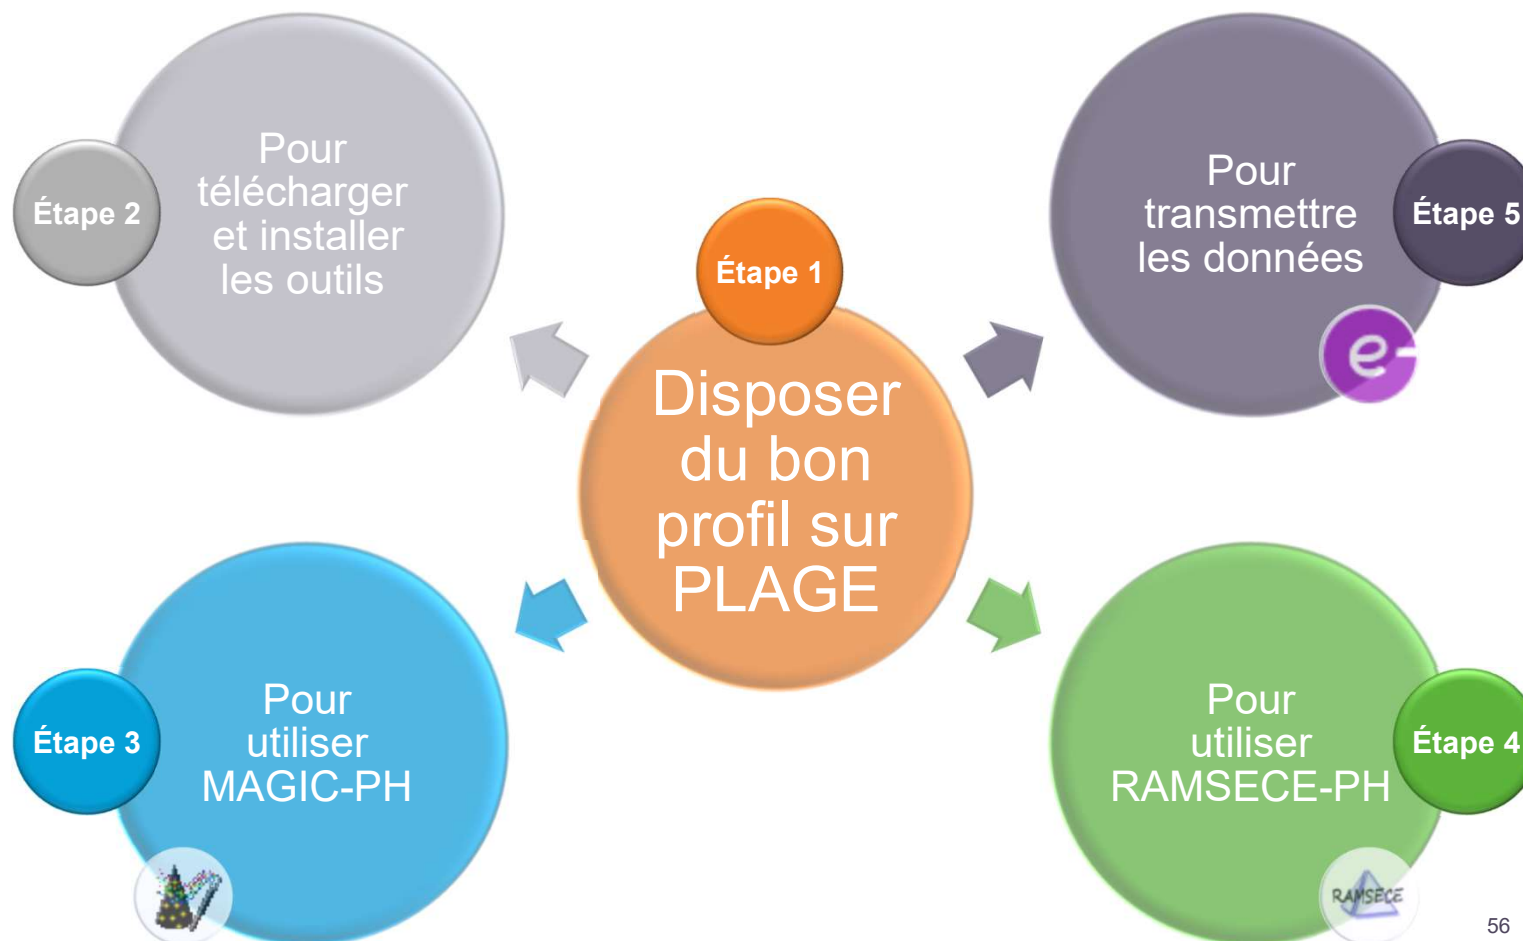 Étape 1
Disposer
du bon
profil sur
PLAGE
Étape 2
Pour
télécharger
et installer
les outils
Étape 3
Pour
utiliser
MAGIC-PH
Étape 4
Pour
utiliser
RAMSECE-PH
RAMSECE
Étape 5
Pour
transmettre
les données
e-
56